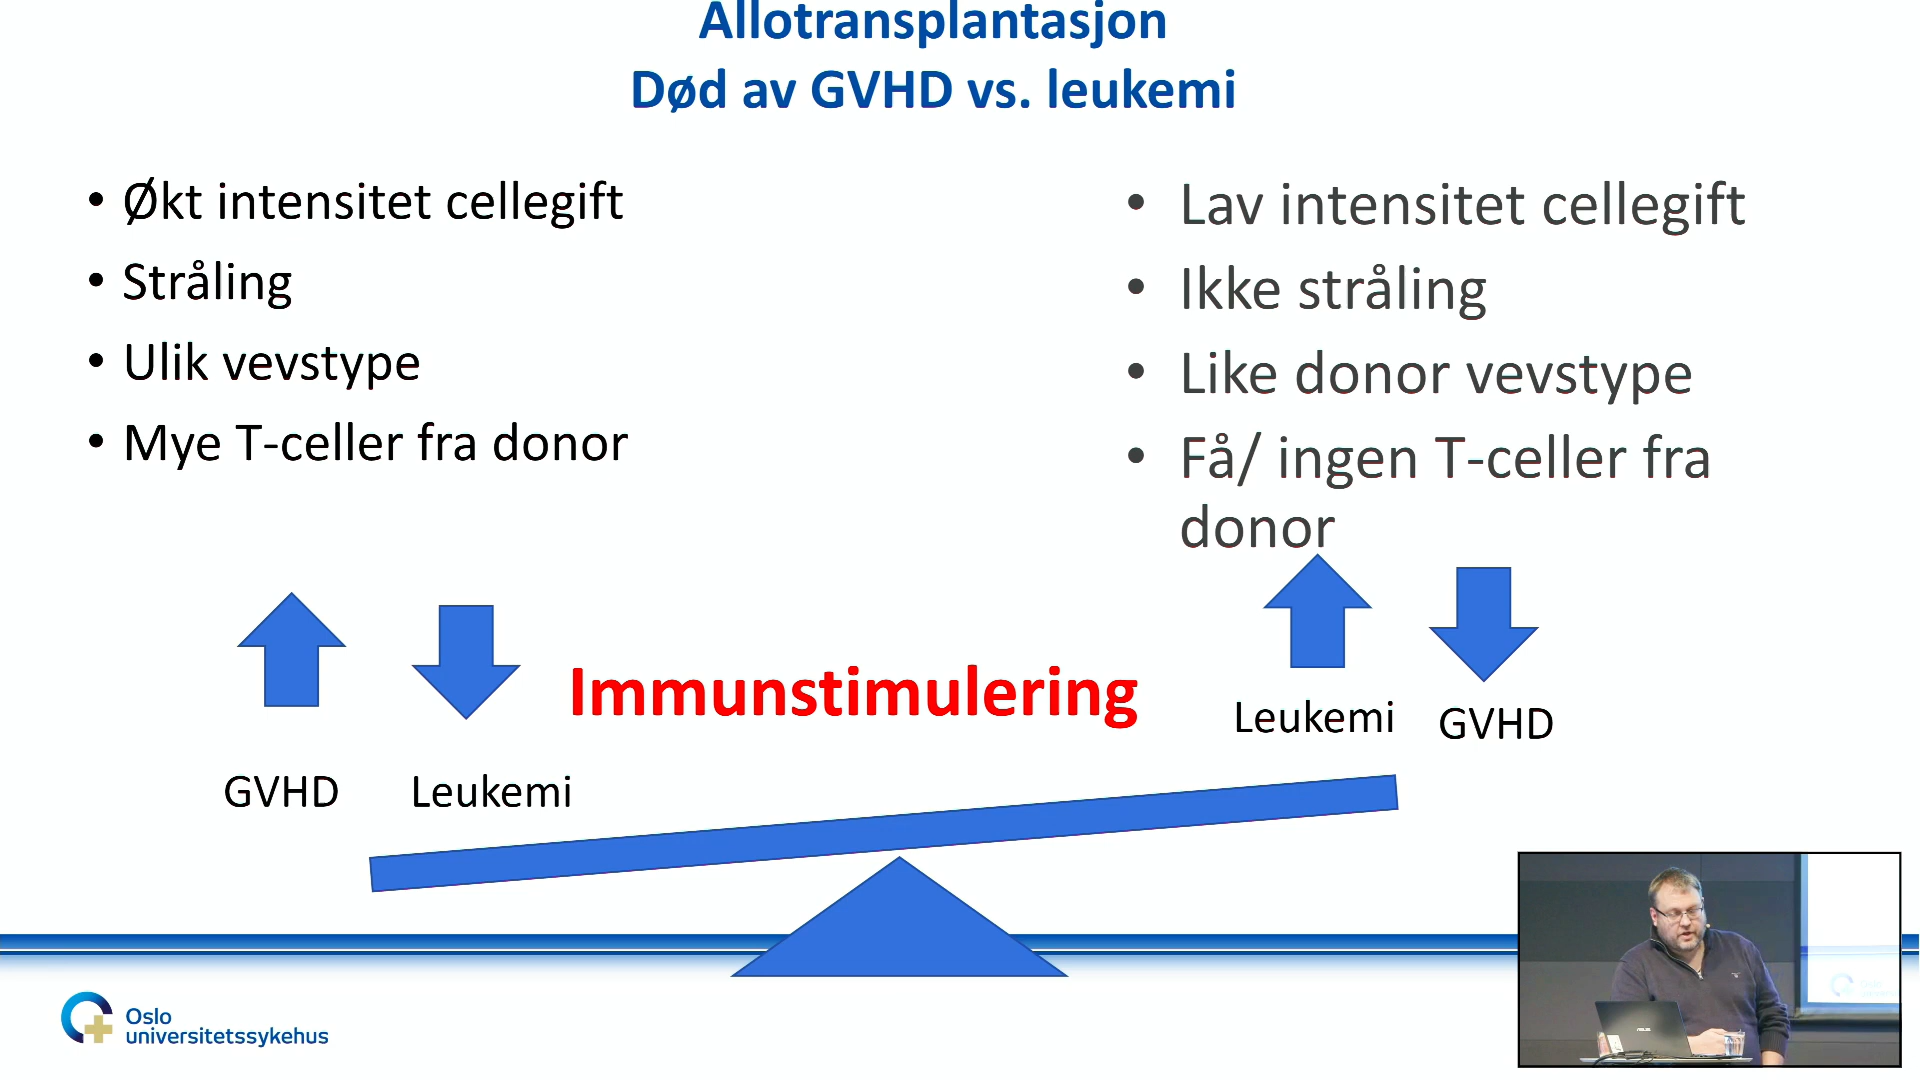 Allotransplantasjon
Død av GVHD vs. leukemi
• Økt intensitet cellegift
• Stråling
• Ulik vevstype
• Mye T-celler fra donor
• Lav intensitet cellegift
• Ikke stråling
• Like donor vevstype
• Få/ ingen T-celler fra
donor
Immunstimulering
GVHD
Leukemi
Leukemi
GVHD
Oslo
universitetssykehus